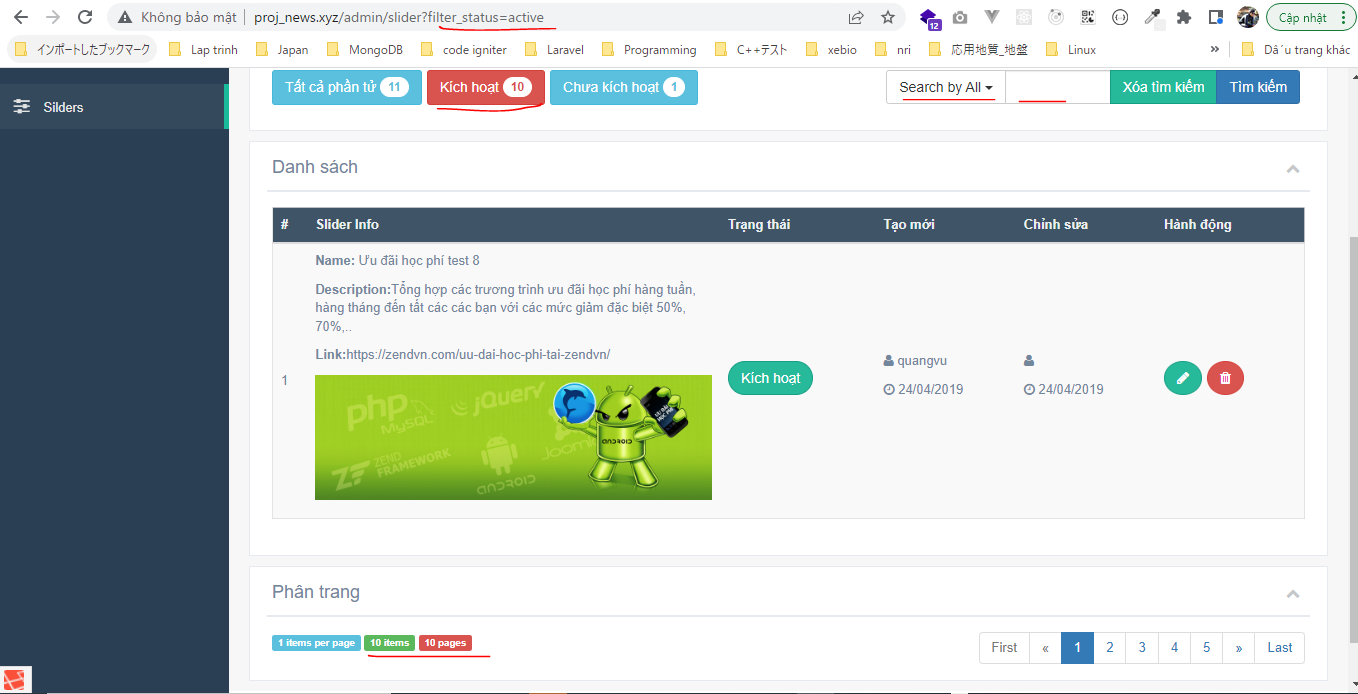 Không bảo mật proj_news.xyz/admin/slider?filter_status=active 12 Cập nhật
インポートしたブックマーク Lap trinh Japan MongoDB code igniter Laravel Programming C++テスト xebio nri 応用地質_地盤 Linux » Dấu trang khác
Silders
Tất cả phần tử 11 Kích hoạt 10 Chưa kích hoạt 1 Search by All Xóa tìm kiếm Tìm kiếm
Danh sách
# Slider Info Trạng thái Tạo mới Chỉnh sửa Hành động
Name: Ưu đãi học phí test 8
Description:Tổng hợp các trương trình ưu đãi học phí hàng tuần,
hàng tháng đến tất các các bạn với các mức giảm đặc biệt 50%,
70%,..
Link:https://zendvn.com/uu-dai-hoc-phi-tai-zendvn/
1
php
MySQL
jQuery
ZF ZEND
FRAMEWORK
ANDROID
Joom
ANDROID
Kích hoạt
quangvu
24/04/2019
24/04/2019
Phân trang
1 items per page 10 items 10 pages
First « 1 2 3 4 5 » Last